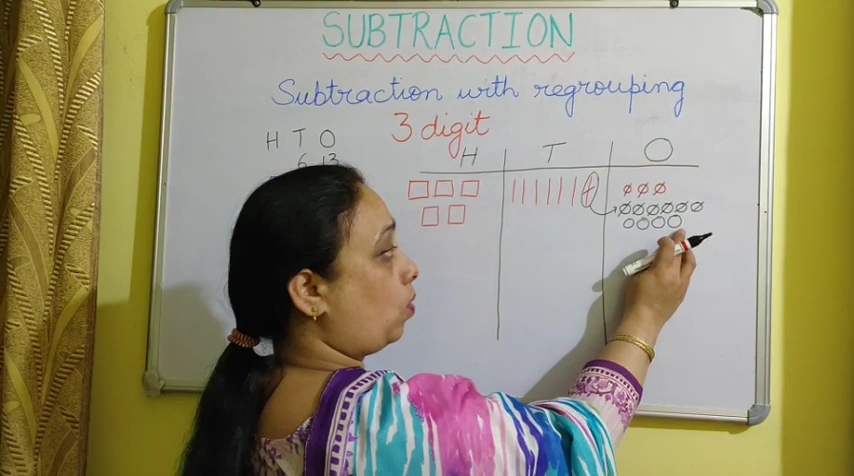 SUBTRACTION
Subtraction with regrouping
3 digit
H T O
6 13
H T O